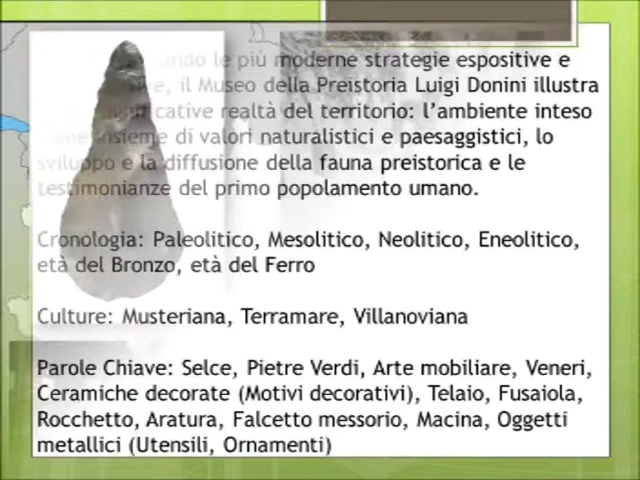 ndo le più moderne strategie espositive e
ve, il Museo della Preistoria Luigi Donini illustra
cative realtà del territorio: l’ambiente inteso
insieme di valori naturalistici e paesaggistici, lo
sviluppo e la diffusione della fauna preistorica e le
testimonianze del primo popolamento umano.
Cronologia: Paleolitico, Mesolitico, Neolitico, Eneolitico,
età del Bronzo, età del Ferro
Culture: Musteriana, Terramare, Villanoviana
Parole Chiave: Selce, Pietre Verdi, Arte mobiliare, Veneri,
Ceramiche decorate (Motivi decorativi), Telaio, Fusaiola,
Rocchetto, Aratura, Falcetto messorio, Macina, Oggetti
metallici (Utensili, Ornamenti)